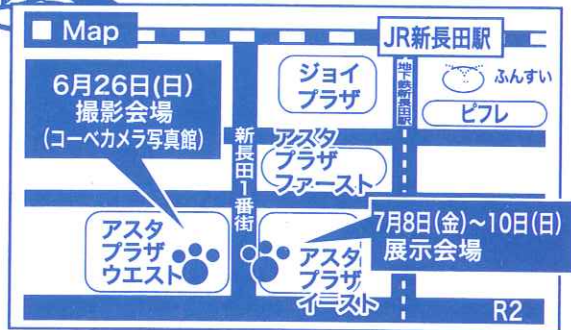 ■ Map
JR新長田駅
6月26日(日)
撮影会場
(コーベカメラ写真館)
ジョイ
プラザ
地下鉄新長田駅
ふんすい
ピフレ
新長田1番街
アスタ
プラザ
ファースト
アスタ
プラザ
ウエスト
7月8日(金)〜10日(日)
展示会場
アスタ
プラザ
イースト
R2